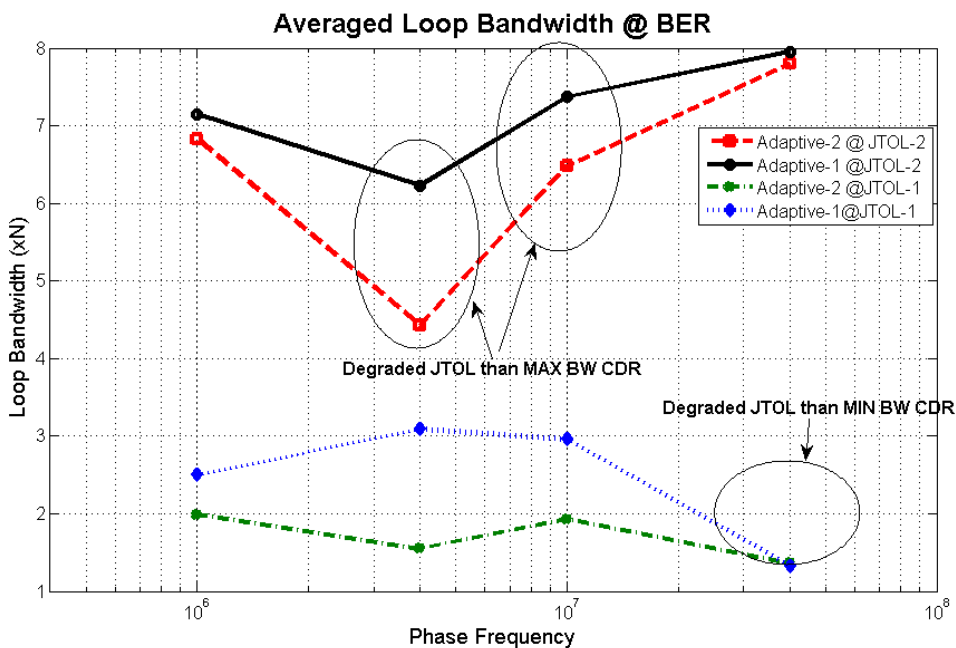 Averaged Loop Bandwidth @ BER
8
7
6
5
4
3
2
1
Loop Bandwidth (xN)
Adaptive-2 @ JTOL-2
Adaptive-1 @JTOL-2
Adaptive-2 @JTOL-1
Adaptive-1@JTOL-1
Degraded JTOL than MAX BW CDR
Degraded JTOL than MIN BW CDR
10^6
10^7
10^8
Phase Frequency